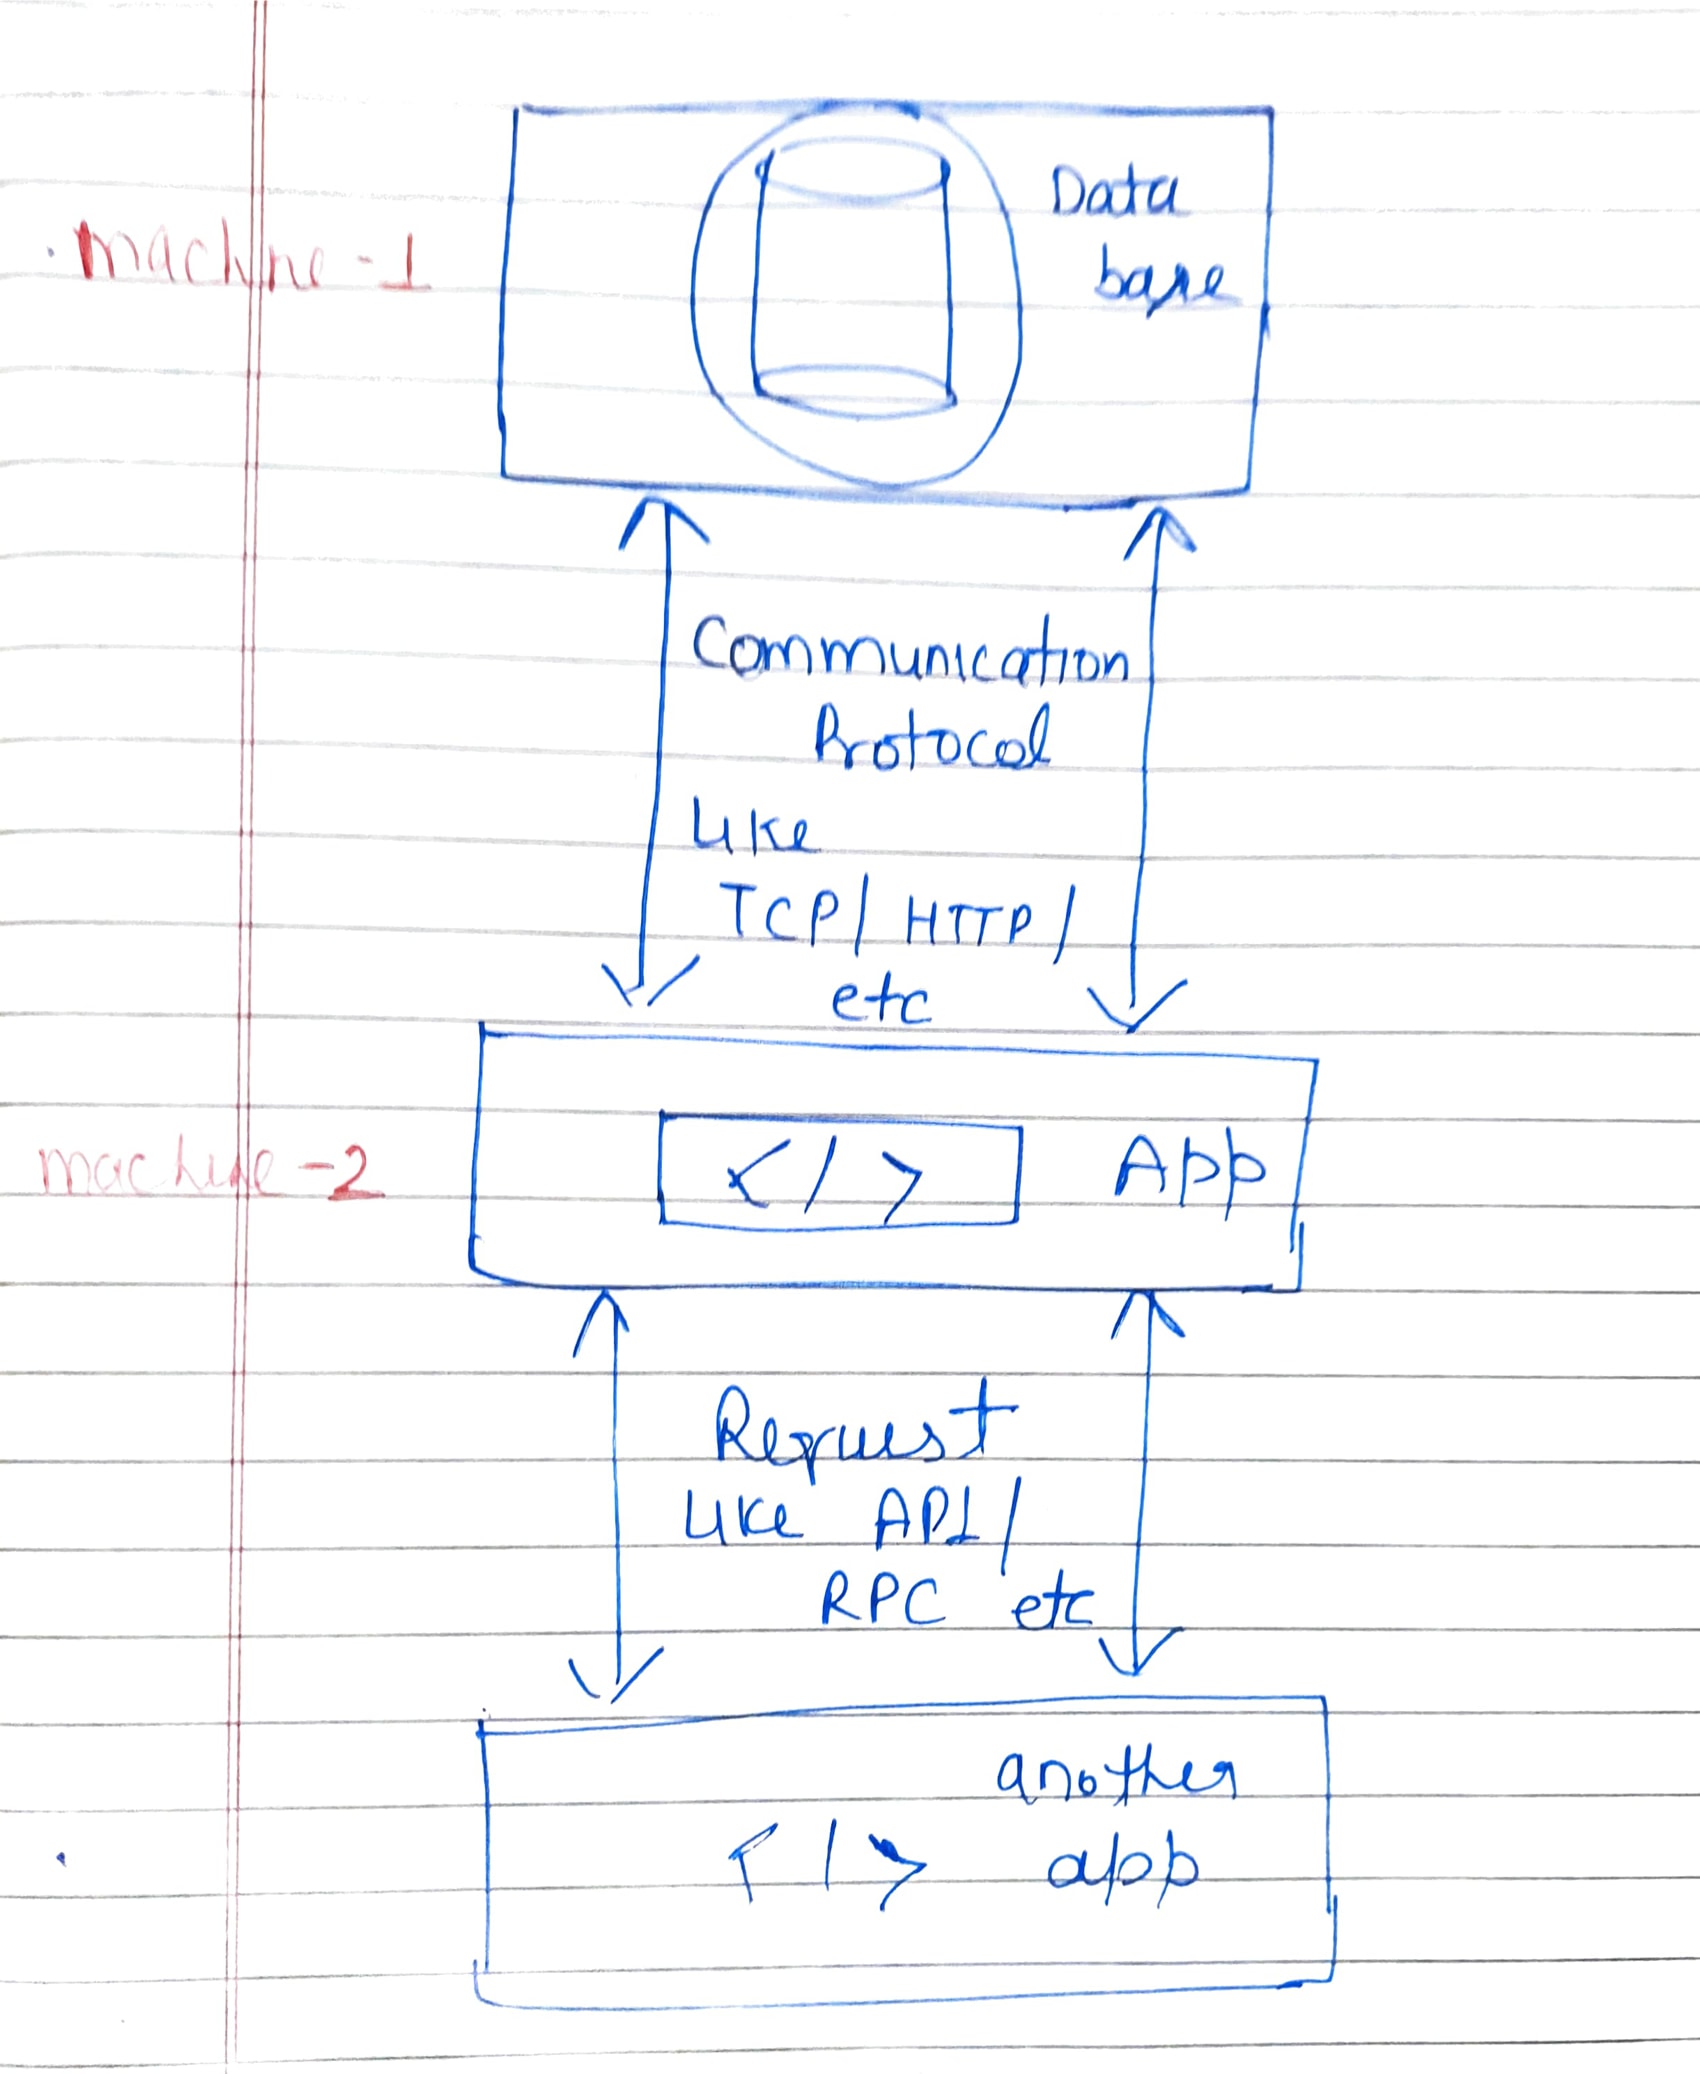 Data
base
machine-1
Communication
Protocol
like
TCP/ HTTP/
etc
</> App
machine-2
Request
like API/
RPC etc
another
</> app